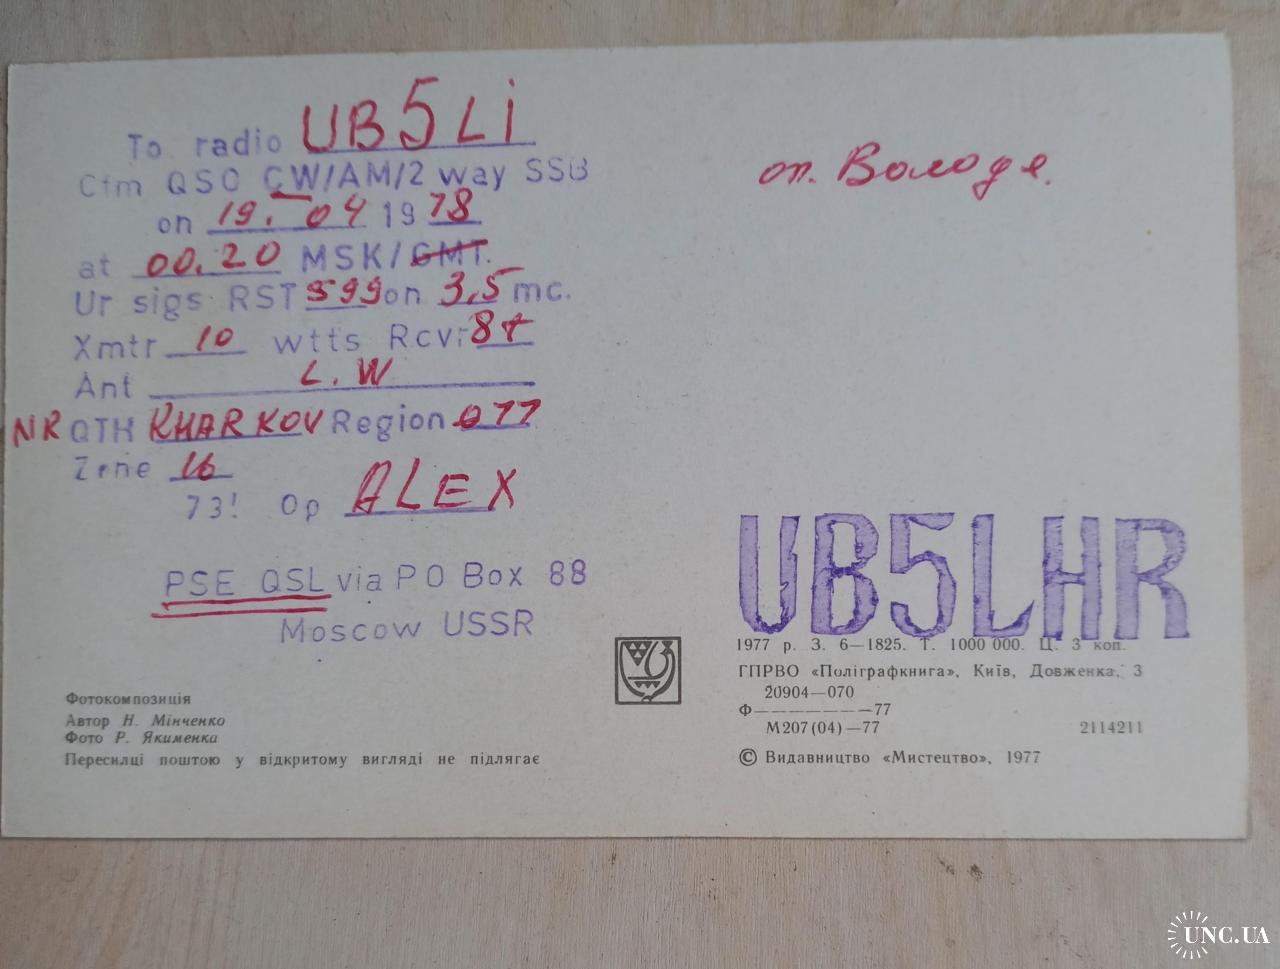 To radio UB5Li
Cfm QSO CW/AM/2 way SSB
on 19. 04 1978
at 00.20 MSK/GMT.
Ur sigs RST 599 on 3,5 mc.
Xmtr 10 wtts Rcvr 8t
Ant L.W
NR QTH KHARKOV Region 077
Zone 16
73! Op ALEX
PSE QSL via PO Box 88
Moscow USSR
Фотокомпозиція
Автор Н. Мінченко
Фото Р. Якименка
Пересилці поштою у відкритому вигляді не підлягає
оп. Володя.
UB5LHR
1977 р. З. 6—1825. Т. 1000 000. Ц. 3 коп.
ГПРВО «Поліграфкнига», Київ, Довженка, 3
20904—070
Ф———————77
М207(04)—77 2114211
© Видавництво «Мистецтво», 1977
UNC.UA